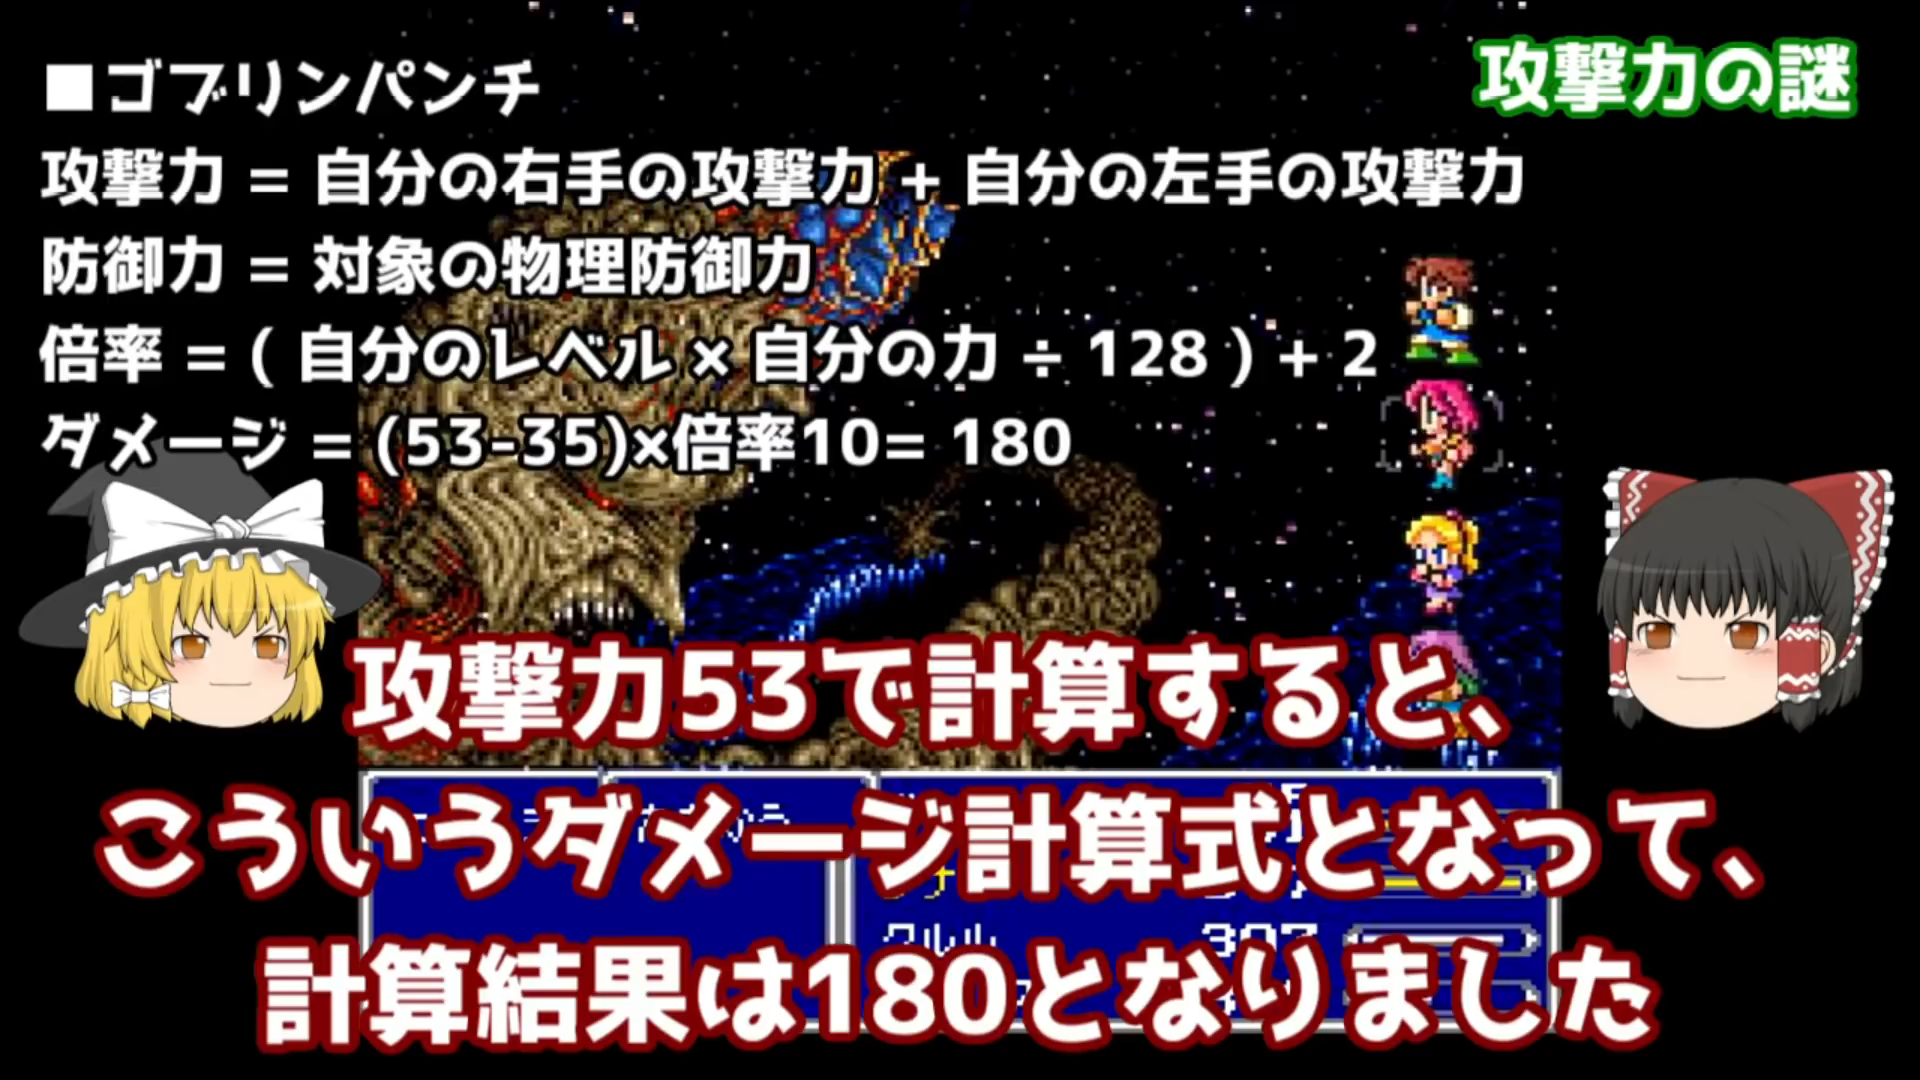 攻撃力の謎
■ゴブリンパンチ
攻撃力 = 自分の右手の攻撃力 + 自分の左手の攻撃力
防御力 = 対象の物理防御力
倍率 = ( 自分のレベル × 自分の力 ÷ 128 ) + 2
ダメージ = (53-35)×倍率10= 180
攻撃力53で計算すると、
こういうダメージ計算式となって、
クルル 307
計算結果は180となりました